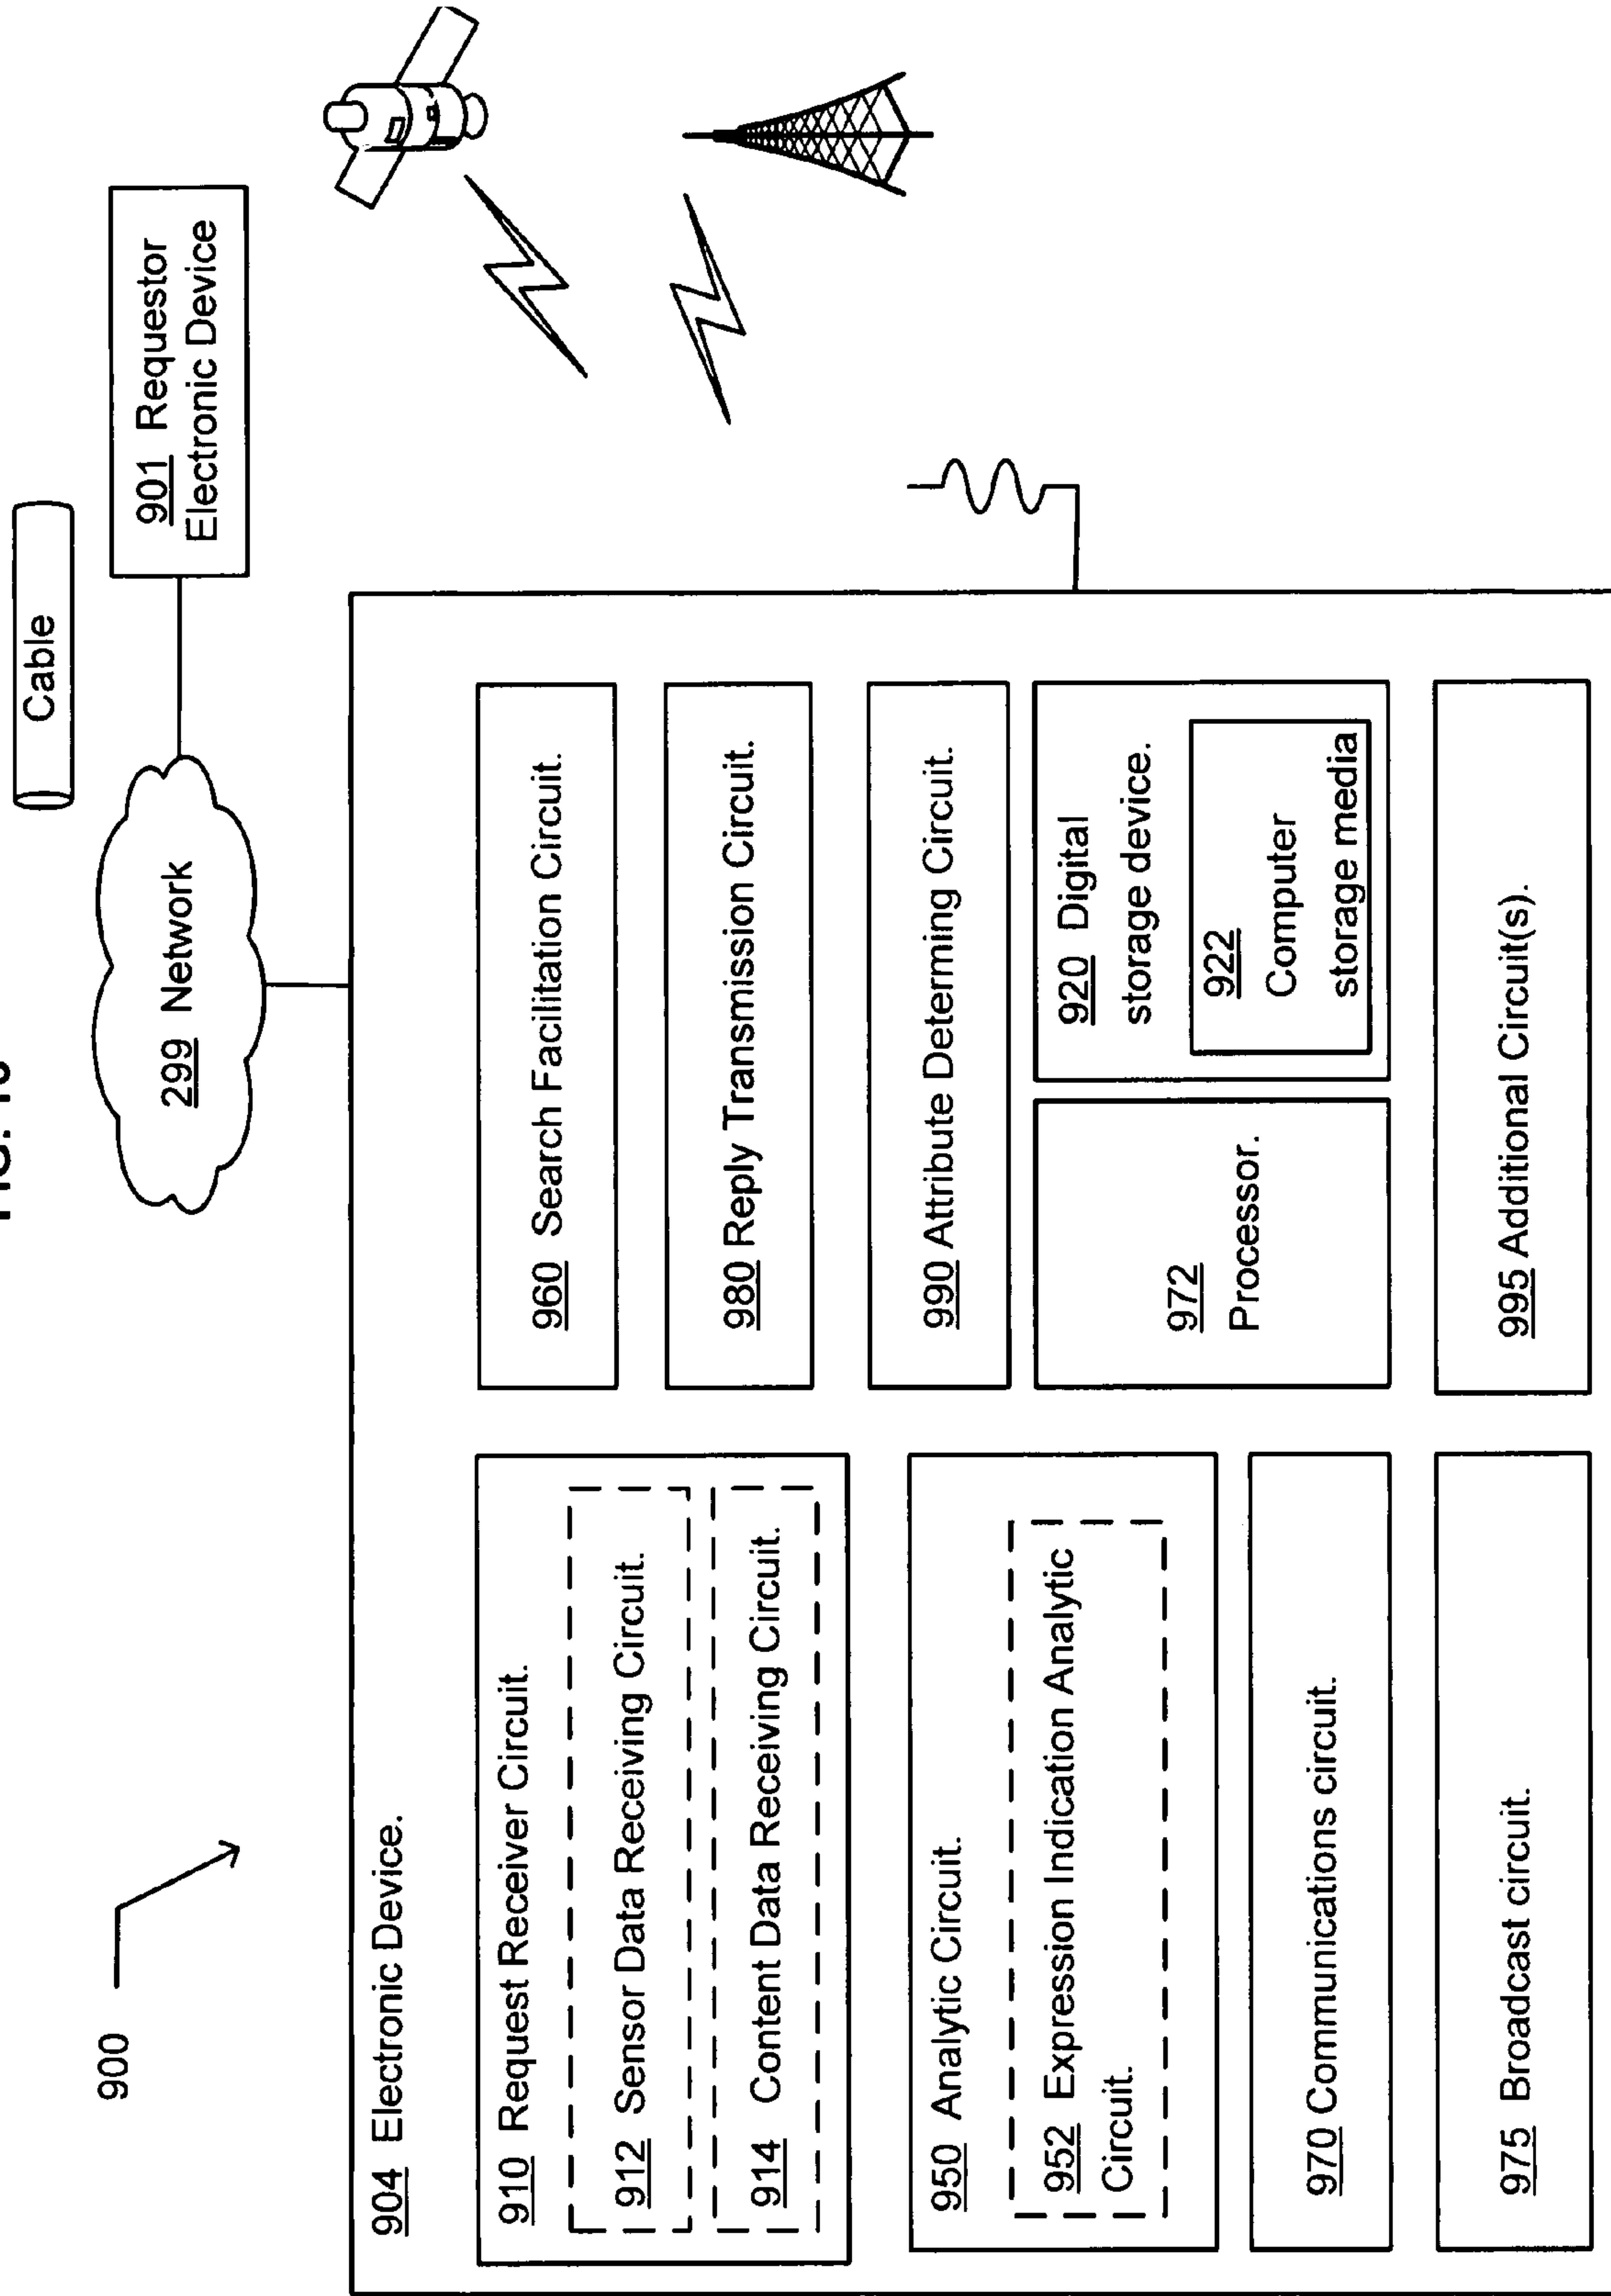 FIG.
Cable
299 Network
901 Requestor
Electronic Device
900
904 Electronic Device.
910 Request Receiver Circuit.
912 Sensor Data Receiving Circuit.
914 Content Data Receiving Circuit.
950 Analytic Circuit.
952 Expression Indication Analytic
Circuit.
970 Communications circuit.
975 Broadcast circuit.
960 Search Facilitation Circuit.
980 Reply Transmission Circuit.
990 Attribute Determining Circuit.
972
Processor.
920 Digital
storage device.
922
Computer
storage media
995 Additional Circuit(s).